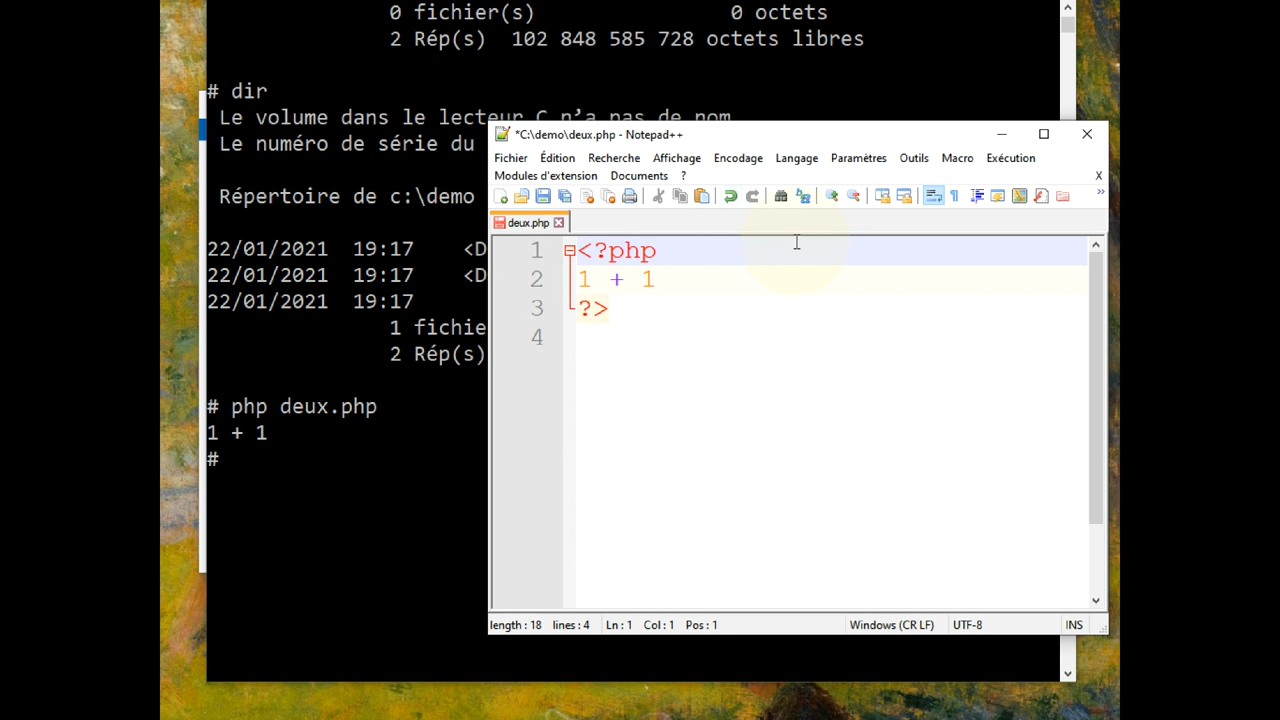 0 fichier(s) 0 octets
2 Rép(s) 102 848 585 728 octets libres
# dir
Le volume dans le lecteur C n’a pas de nom
Le numéro de série du
Répertoire de c:\demo
22/01/2021 19:17 <D
22/01/2021 19:17 <D
22/01/2021 19:17
1 fichie
2 Rép(s)
# php deux.php
1 + 1
#
*C:\demo\deux.php - Notepad++
Fichier Édition Recherche Affichage Encodage Langage Paramètres Outils Macro Exécution
Modules d'extension Documents ? X
deux.php
1 <?php
2 1 + 1
3 ?>
4
length : 18 lines : 4 Ln : 1 Col : 1 Pos : 1 Windows (CR LF) UTF-8 INS